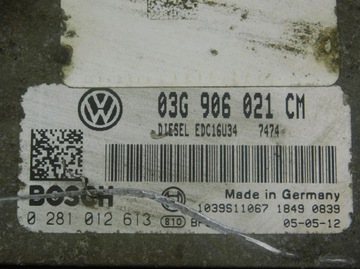 03G 906 021 CM
DIESEL EDC16U34 7474
BOSCH
Made in Germany
1039S11067 1849 0839
0 281 012 613
810
05-05-12